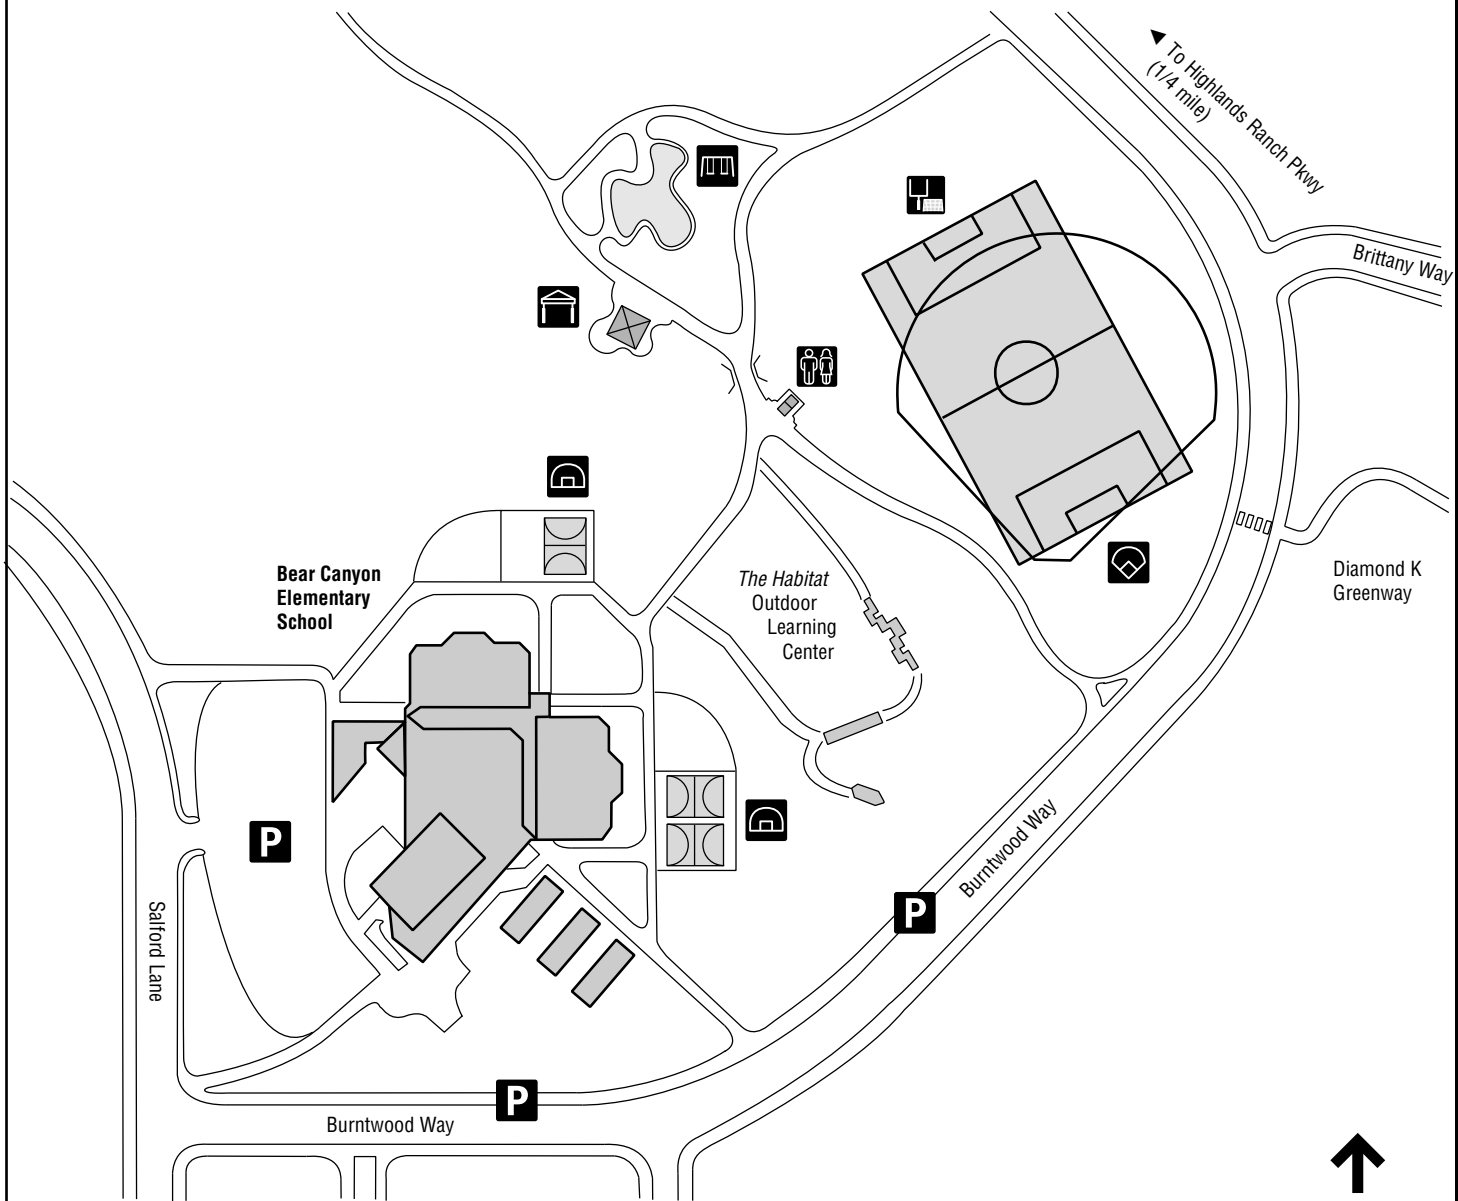 To Highlands Ranch Pkwy
(1/4 mile)
Brittany Way
Bear Canyon
Elementary
School
The Habitat
Outdoor
Learning
Center
Diamond K
Greenway
P
Salford Lane
P
Burntwood Way
P
Burntwood Way